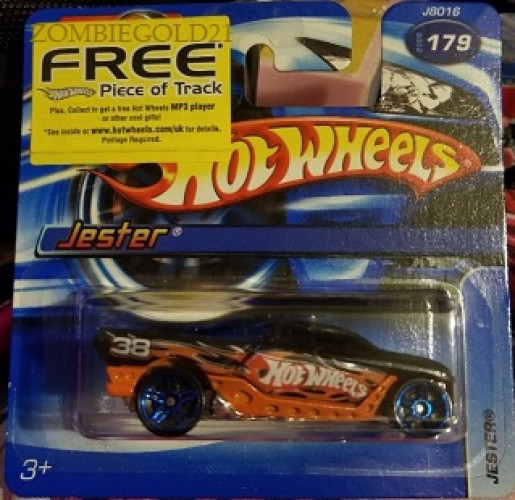 ZOMBIEGOLD21
FREE*
Piece of Track
Hot Wheels
Plus, Collect to get a free Hot Wheels MP3 player
or other cool gifts!
*See inside or www.hotwheels.com/uk for details.
Postage Required.
J8016
179
HOT WHEELS
Jester®
38
HOT WHEELS
3+
JESTER®